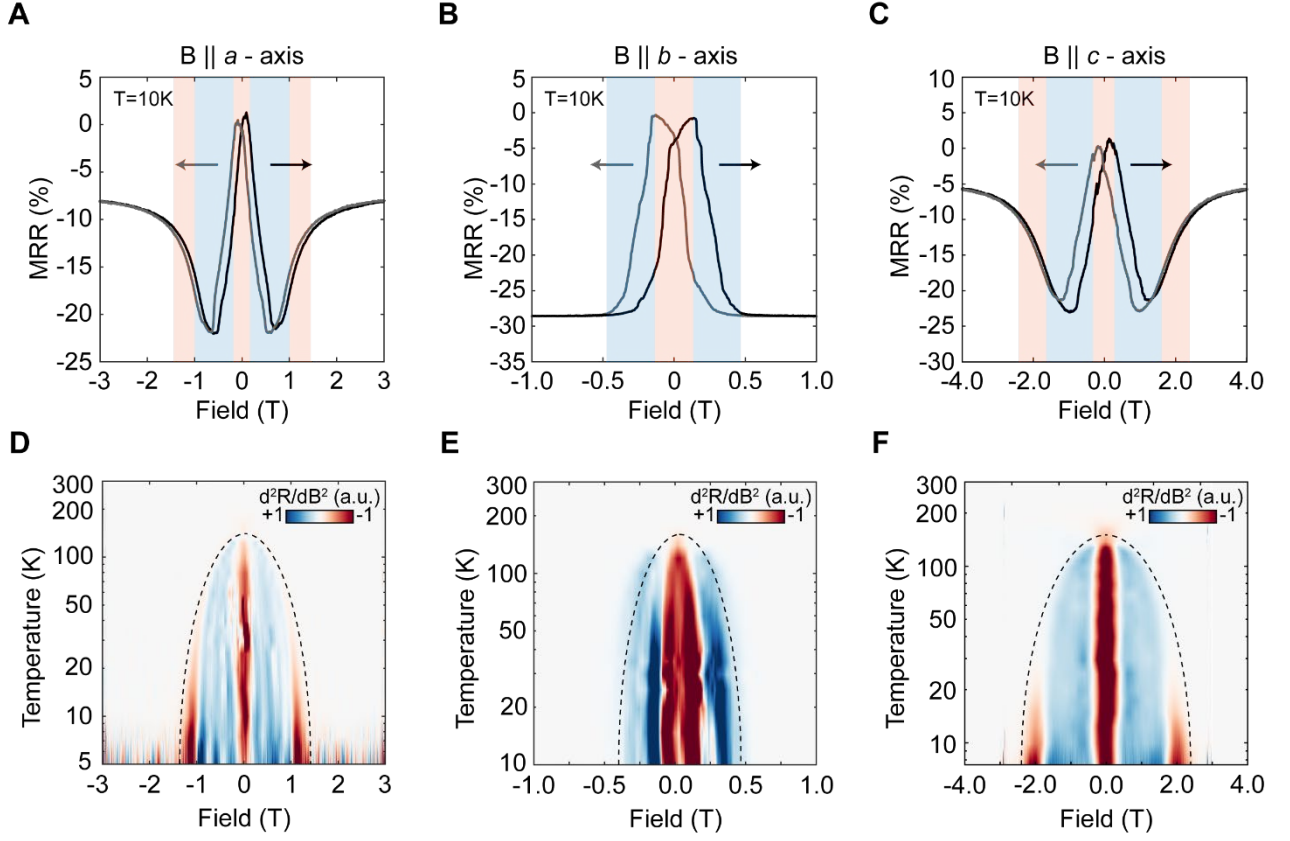 A
B || a - axis
T=10K
MRR (%)
5
0
-5
-10
-15
-20
-25
-3 -2 -1 0 1 2 3
Field (T)
B
B || b - axis
T=10K
MRR (%)
5
0
-5
-10
-15
-20
-25
-30
-35
-1.0 -0.5 0 0.5 1.0
Field (T)
C
B || c - axis
T=10K
MRR (%)
10
5
0
-5
-10
-15
-20
-25
-30
-4.0 -2.0 0.0 2.0 4.0
Field (T)
D
d²R/dB² (a.u.)
+1 -1
Temperature (K)
300
200
100
50
20
10
5
-3 -2 -1 0 1 2 3
Field (T)
E
d²R/dB² (a.u.)
+1 -1
Temperature (K)
300
200
100
50
20
10
-1.0 -0.5 0.0 0.5 1.0
Field (T)
F
d²R/dB² (a.u.)
+1 -1
Temperature (K)
300
200
100
50
20
10
-4.0 -2.0 0.0 2.0 4.0
Field (T)